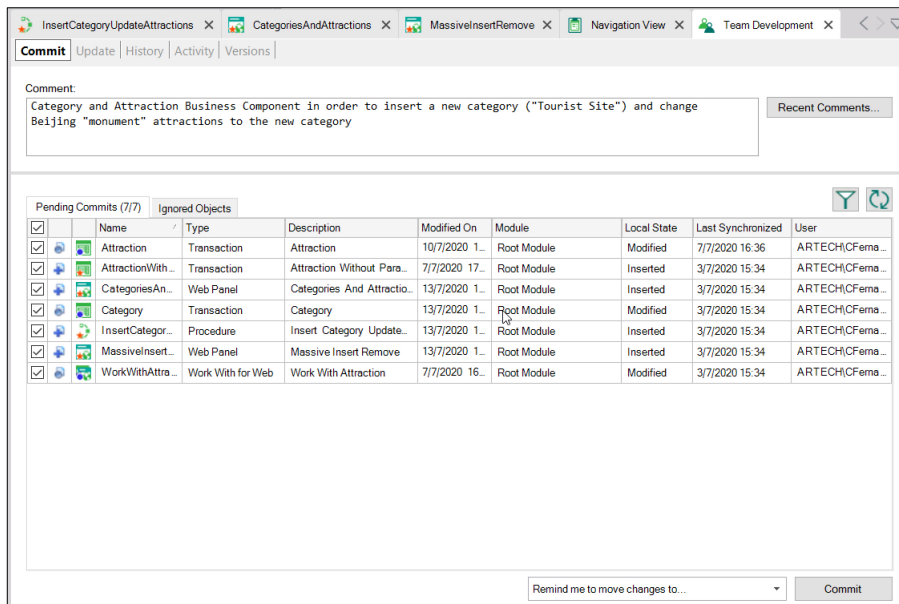 InsertCategoryUpdateAttractions X CategoriesAndAttractions X MassiveInsertRemove X Navigation View X Team Development X
Commit Update History Activity Versions
Comment:
Category and Attraction Business Component in order to insert a new category ("Tourist Site") and change
Beijing "monument" attractions to the new category
Recent Comments...
Pending Commits (7/7) Ignored Objects
Name Type Description Modified On Module Local State Last Synchronized User
Attraction Transaction Attraction 10/7/2020 1... Root Module Modified 7/7/2020 16:36 ARTECH\CFerna...
AttractionWith... Transaction Attraction Without Para... 7/7/2020 17... Root Module Inserted 3/7/2020 15:34 ARTECH\CFerna...
CategoriesAn... Web Panel Categories And Attractio... 13/7/2020 1... Root Module Inserted 3/7/2020 15:34 ARTECH\CFerna...
Category Transaction Category 13/7/2020 1... Root Module Modified 3/7/2020 15:34 ARTECH\CFerna...
InsertCategor... Procedure Insert Category Update... 13/7/2020 1... Root Module Inserted 3/7/2020 15:34 ARTECH\CFerna...
MassiveInsert... Web Panel Massive Insert Remove 13/7/2020 1... Root Module Inserted 3/7/2020 15:34 ARTECH\CFerna...
WorkWithAttra... Work With for Web Work With Attraction 7/7/2020 16... Root Module Modified 3/7/2020 15:34 ARTECH\CFerna...
Remind me to move changes to... Commit